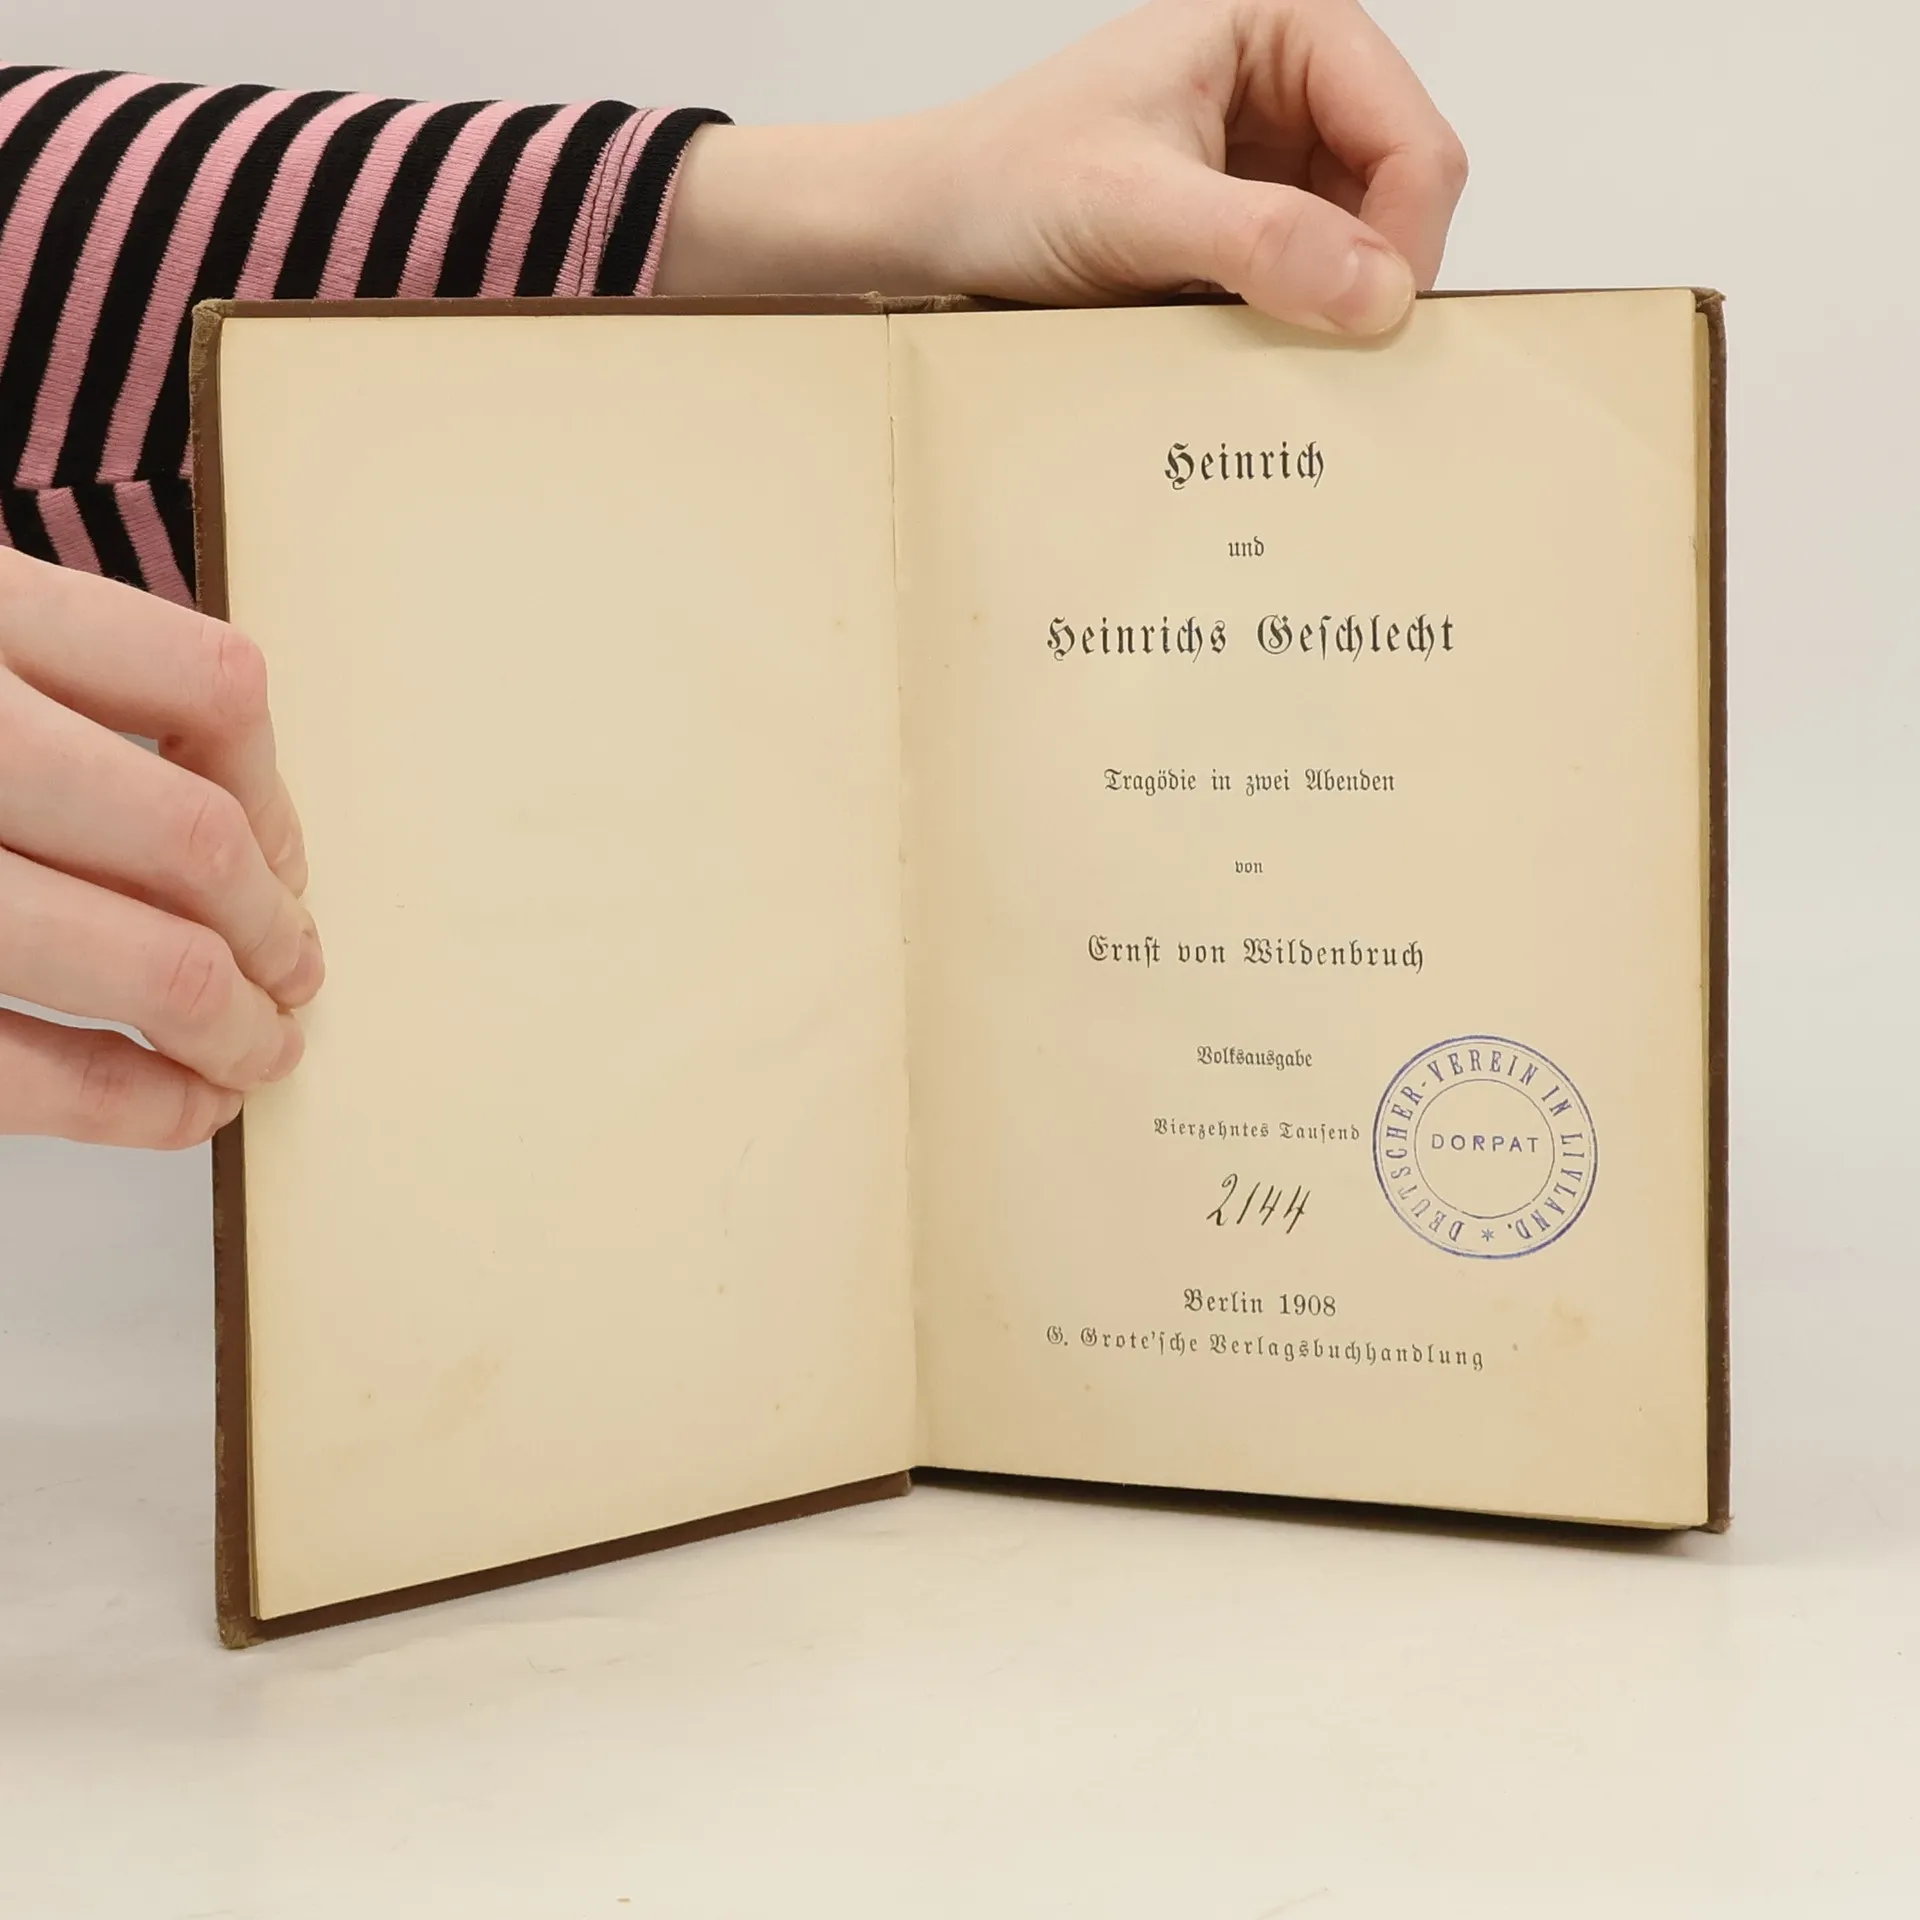 Heinrich
und
Heinrichs Geſchlecht
Tragödie in zwei Abenden
von
Ernſt von Wildenbruch
Volksausgabe
Vierzehntes Tauſend
DEUTSCHER-VEREIN IN LIVLAND. *
DORPAT
2144
Berlin 1908
G. Grote'ſche Verlagsbuchhandlung